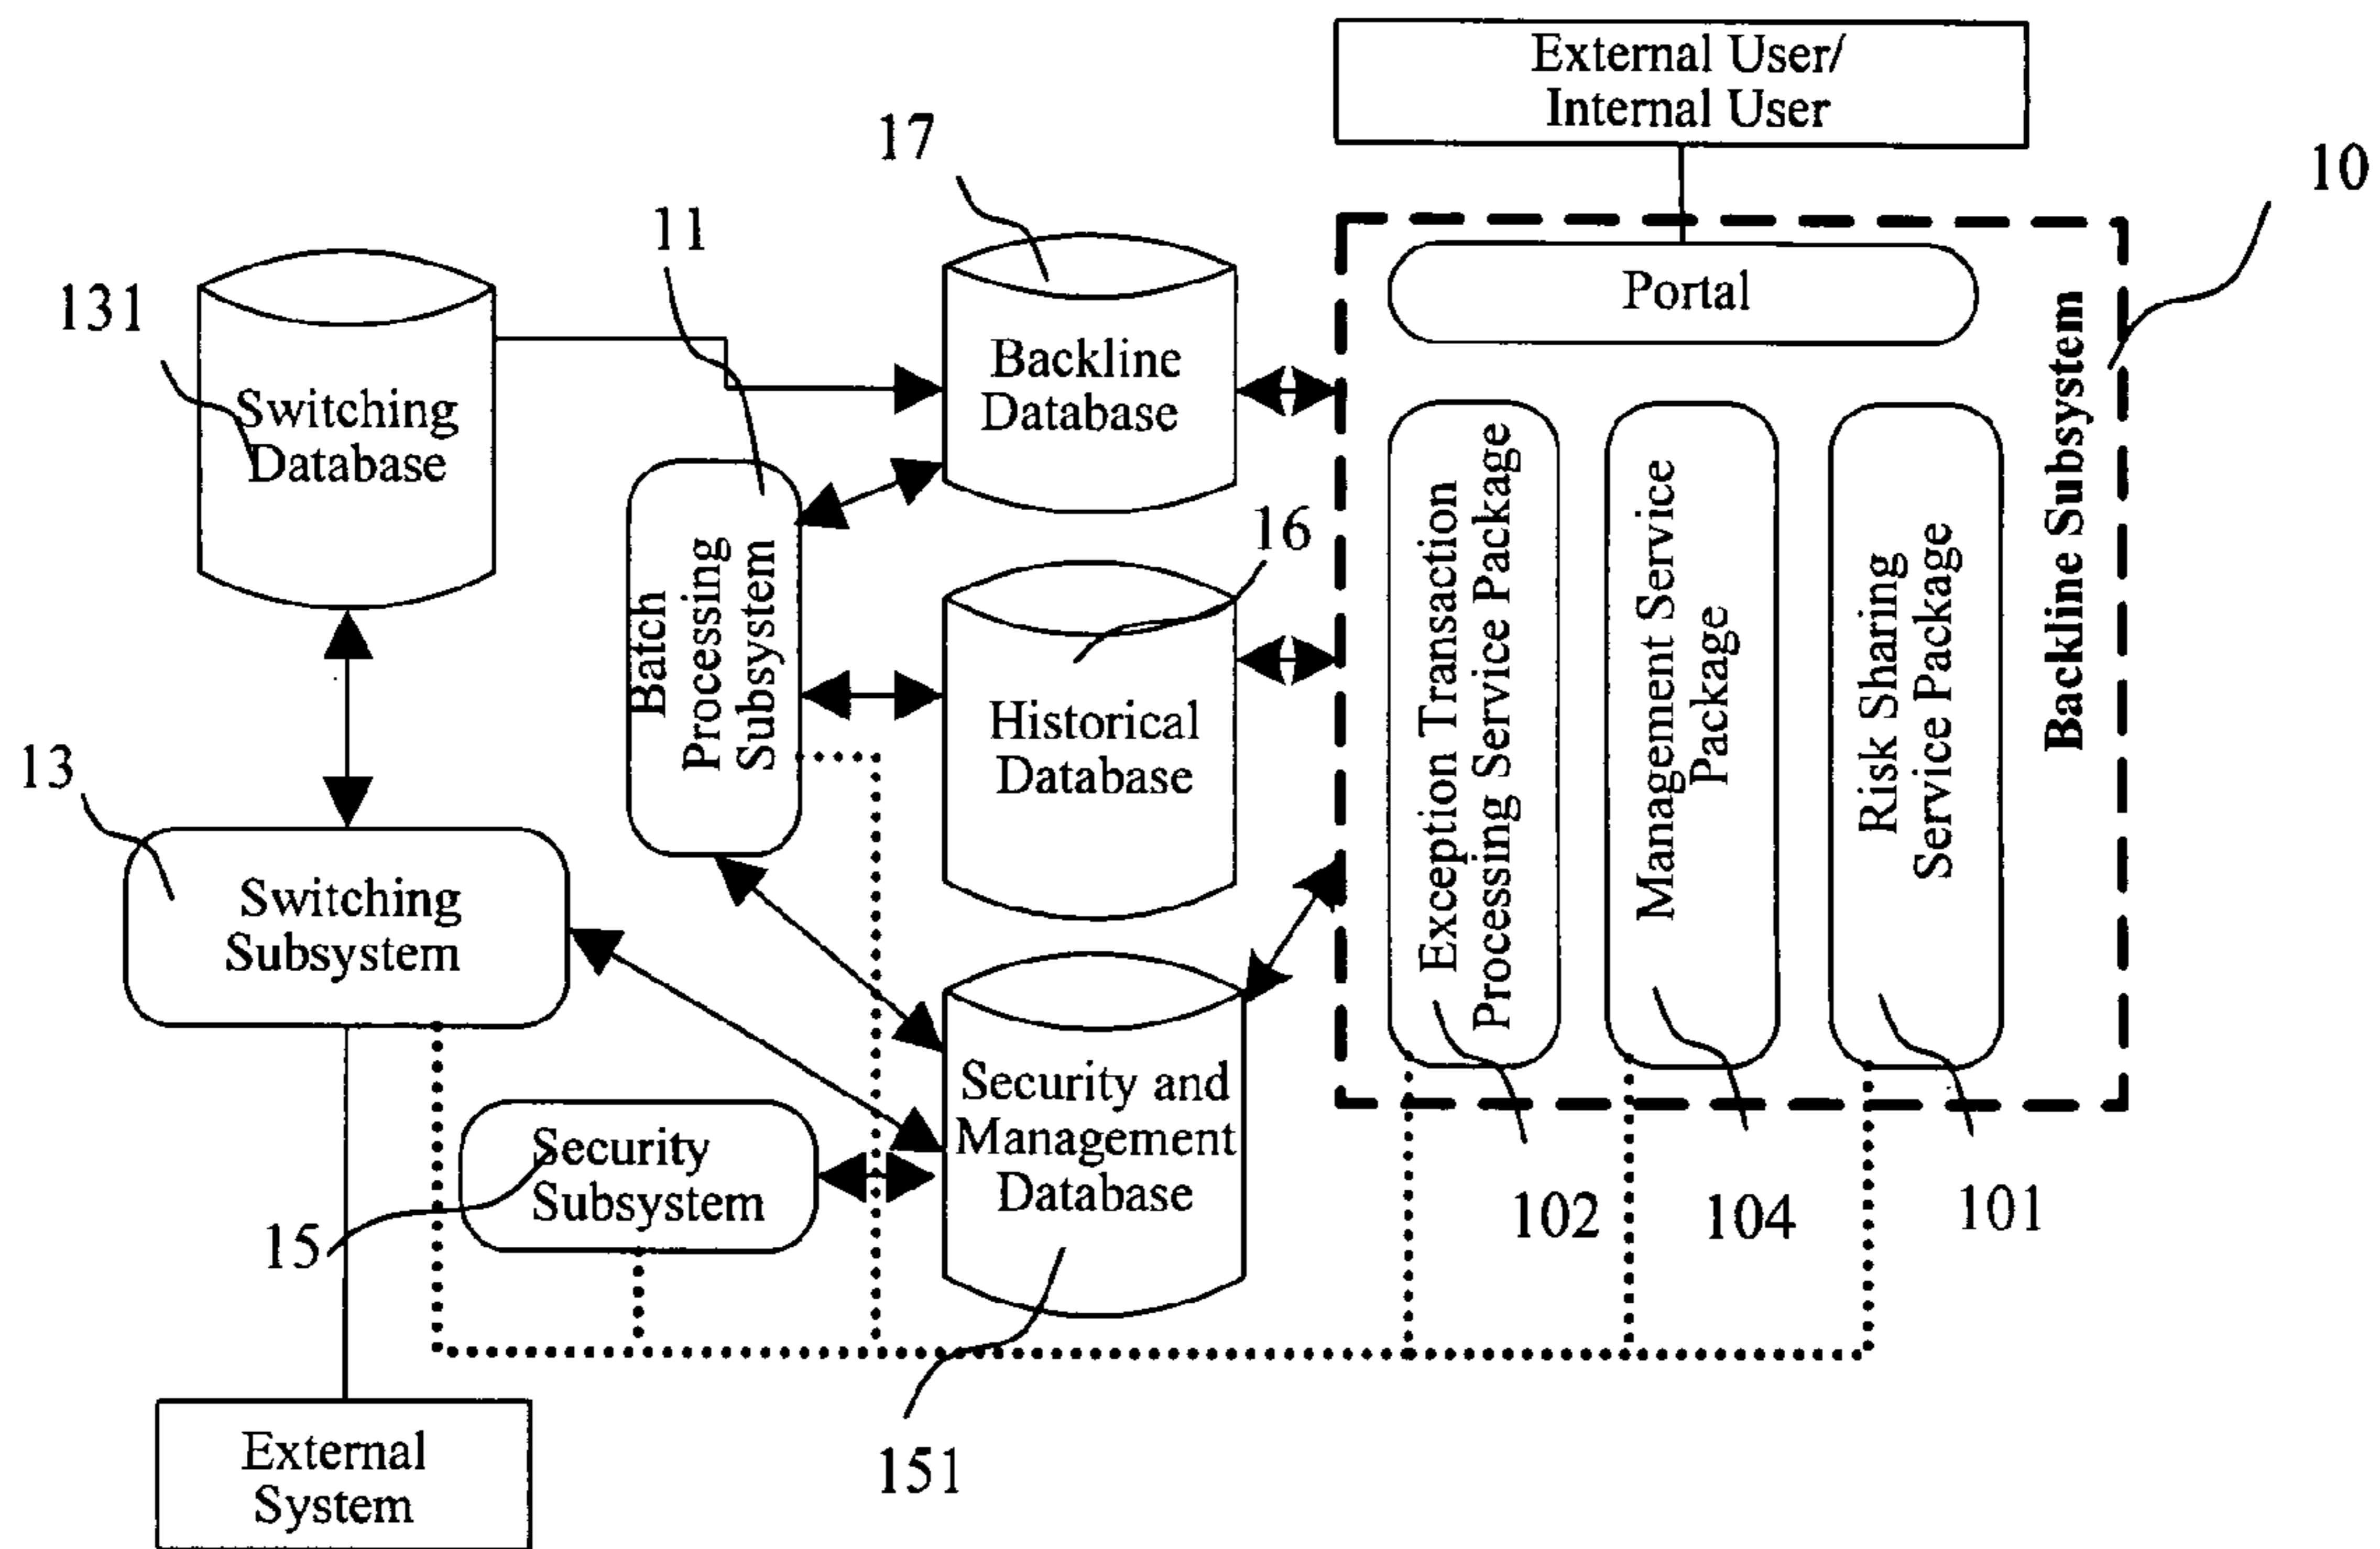 External User/
Internal User
17
10
11
Portal
131
Switching
Database
Backline
Database
16
Batch
Processing
Subsystem
Historical
Database
Exception Transaction
Processing Service Package
Management Service
Package
Risk Sharing
Service Package
Backline Subsystem
13
Switching
Subsystem
Security and
Management
Database
Security
Subsystem
15
102
104
101
151
External
System